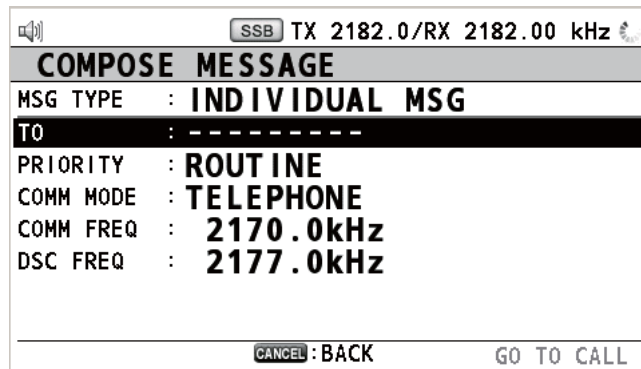 SSB TX 2182.0/RX 2182.00 kHz
COMPOSE MESSAGE
MSG TYPE : INDIVIDUAL MSG
TO : ---------
PRIORITY : ROUTINE
COMM MODE : TELEPHONE
COMM FREQ : 2170.0kHz
DSC FREQ : 2177.0kHz
CANCEL : BACK GO TO CALL